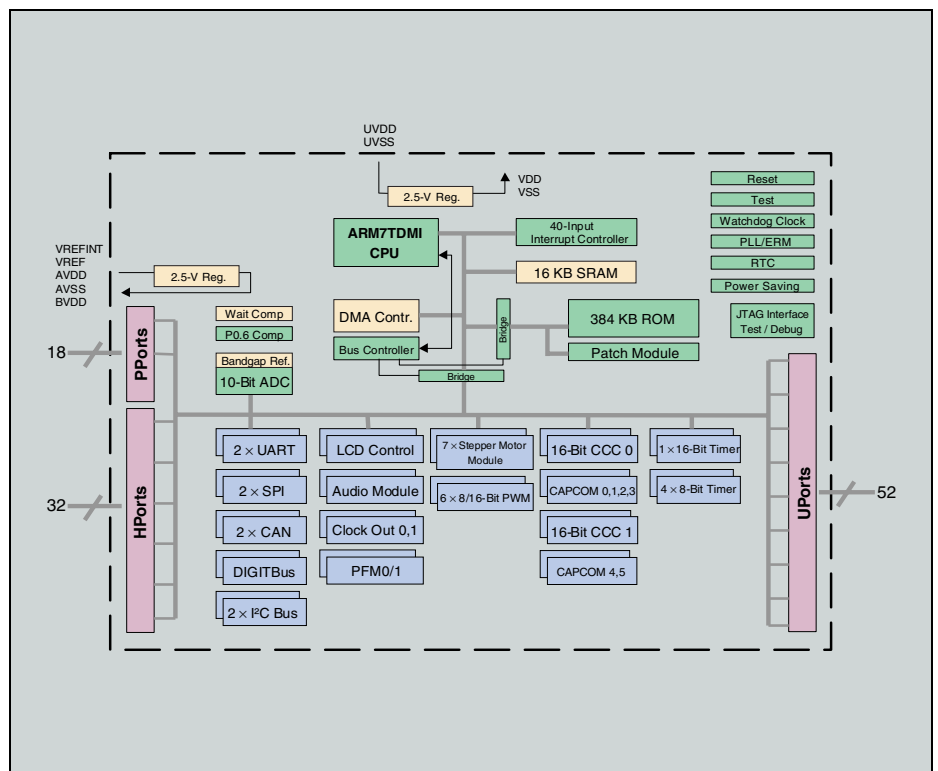 UVDD
UVSS
2.5-V Reg.
VDD
VSS
Reset
Test
Watchdog Clock
PLL/ERM
RTC
Power Saving
JTAG Interface
Test / Debug
ARM7TDMI
CPU
40-Input
Interrupt Controller
16 KB SRAM
VREFINT
VREF
AVDD
AVSS
BVDD
2.5-V Reg.
Wait Comp
P0.6 Comp
Bandgap Ref.
10-Bit ADC
DMA Contr.
Bus Controller
Bridge
Bridge
384 KB ROM
Patch Module
18
PPorts
32
HPorts
UPorts
52
2 × UART
2 × SPI
2 × CAN
DIGITBus
2 × I²C Bus
LCD Control
Audio Module
Clock Out 0,1
PFM0/1
7 × Stepper Motor
Module
6 × 8/16-Bit PWM
16-Bit CCC 0
CAPCOM 0,1,2,3
16-Bit CCC 1
CAPCOM 4,5
1 × 16-Bit Timer
4 × 8-Bit Timer